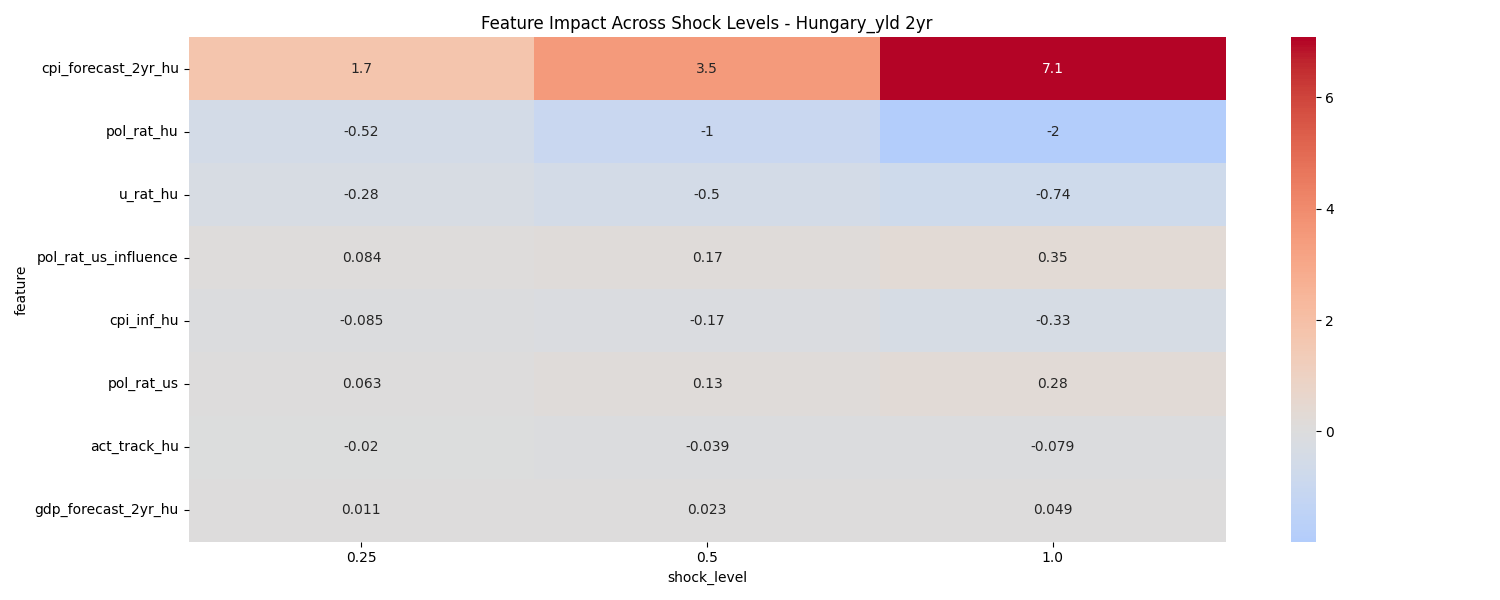 Feature Impact Across Shock Levels - Hungary_yld 2yr
feature
cpi_forecast_2yr_hu 1.7 3.5 7.1
pol_rat_hu -0.52 -1 -2
u_rat_hu -0.28 -0.5 -0.74
pol_rat_us_influence 0.084 0.17 0.35
cpi_inf_hu -0.085 -0.17 -0.33
pol_rat_us 0.063 0.13 0.28
act_track_hu -0.02 -0.039 -0.079
gdp_forecast_2yr_hu 0.011 0.023 0.049
0.25 0.5 1.0
shock_level
6
4
2
0